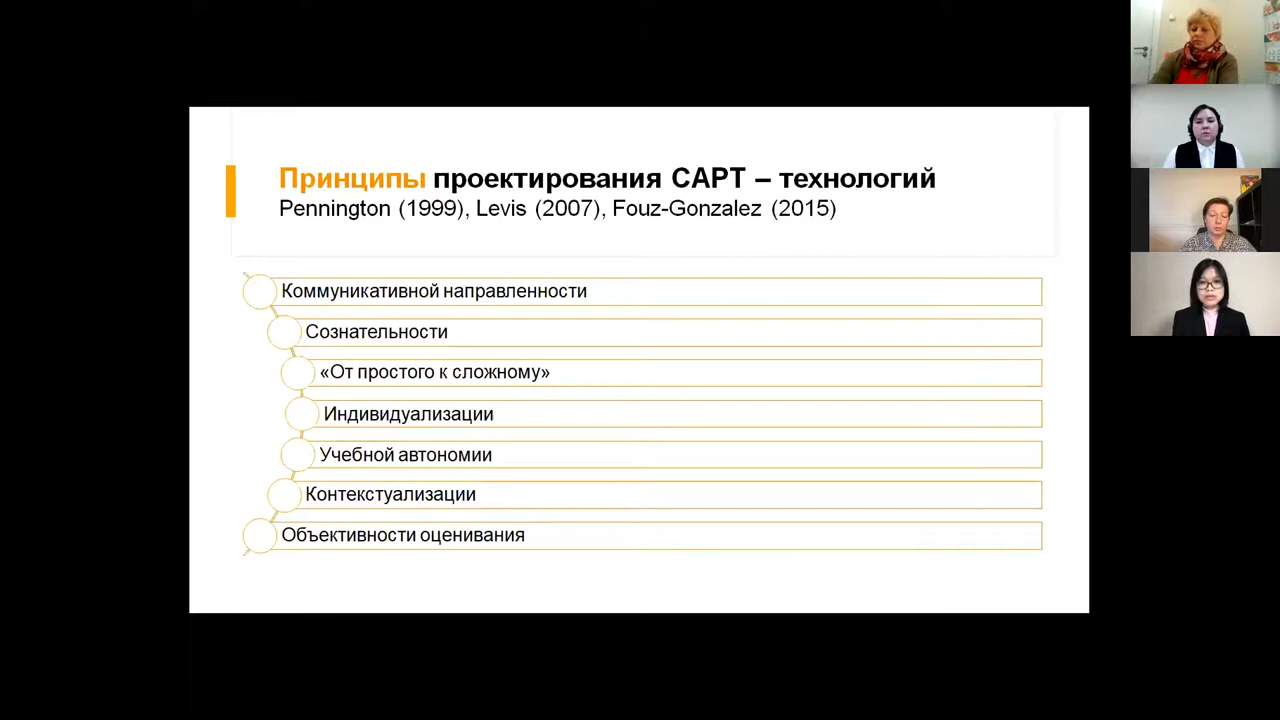 Принципы проектирования CAPT – технологий
Pennington (1999), Levis (2007), Fouz-Gonzalez (2015)
Коммуникативной направленности
Сознательности
«От простого к сложному»
Индивидуализации
Учебной автономии
Контекстуализации
Объективности оценивания